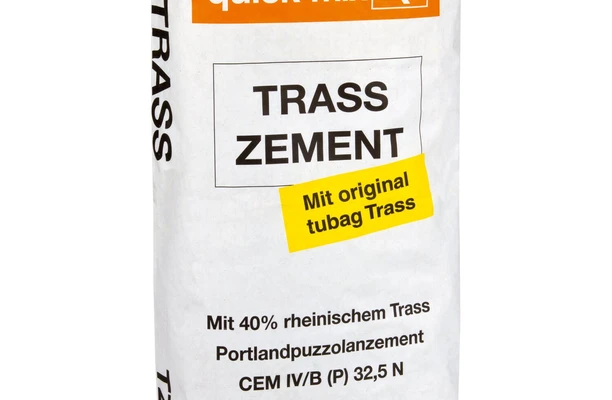 TRASS
ZEMENT
Mit original
tubag Trass
Mit 40% rheinischem Trass
Portlandpuzzolanzement
CEM IV/B (P) 32,5 N
TRASS